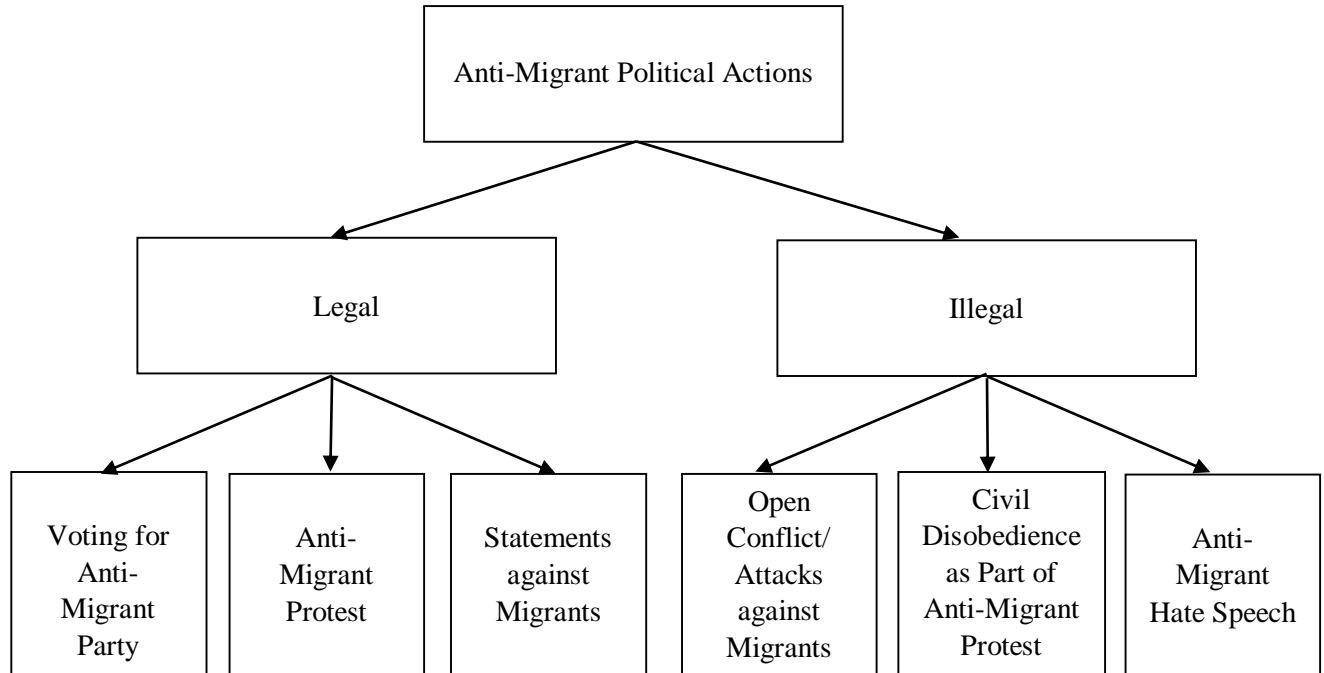 Anti-Migrant Political Actions
Legal
Illegal
Voting for
Anti-
Migrant
Party
Anti-
Migrant
Protest
Statements
against
Migrants
Open
Conflict/
Attacks
against
Migrants
Civil
Disobedience
as Part of
Anti-Migrant
Protest
Anti-
Migrant
Hate Speech